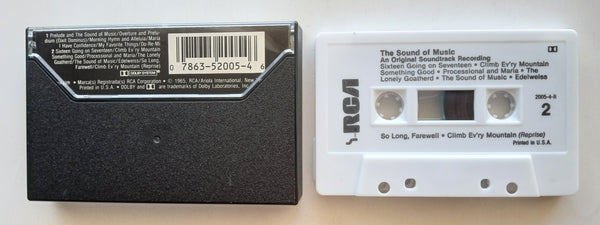 1 Prelude and The Sound of Music/Overture and Prelu-
dium (Dixit Dominus)/Morning Hymn and Alleluia/Maria
I Have Confidence/My Favorite Things/Do-Re-Mi
2 Sixteen Going on Seventeen/Climb Ev'ry Mountain
Something Good/Processional and Maria/The Lonely
Goatherd/The Sound of Music/Edelweiss/So Long,
Farewell/Climb Ev'ry Mountain (Reprise)
DOLBY SYSTEM
0 7863-52005-4 6
• Marca(s) Registrada(s) RCA Corporation
Printed in U.S.A. • DOLBY and
© 1965, RCA/Ariola International, New
are trademarks of Dolby Laboratories, Inc.
The Sound of Music
An Original Soundtrack Recording
Sixteen Going on Seventeen • Climb Ev'ry Mountain
Something Good • Processional and Maria • The
Lonely Goatherd • The Sound of Music • Edelweiss
RCA
2005-4-R
2
So Long, Farewell • Climb Ev'ry Mountain (Reprise)
Printed in U.S.A.